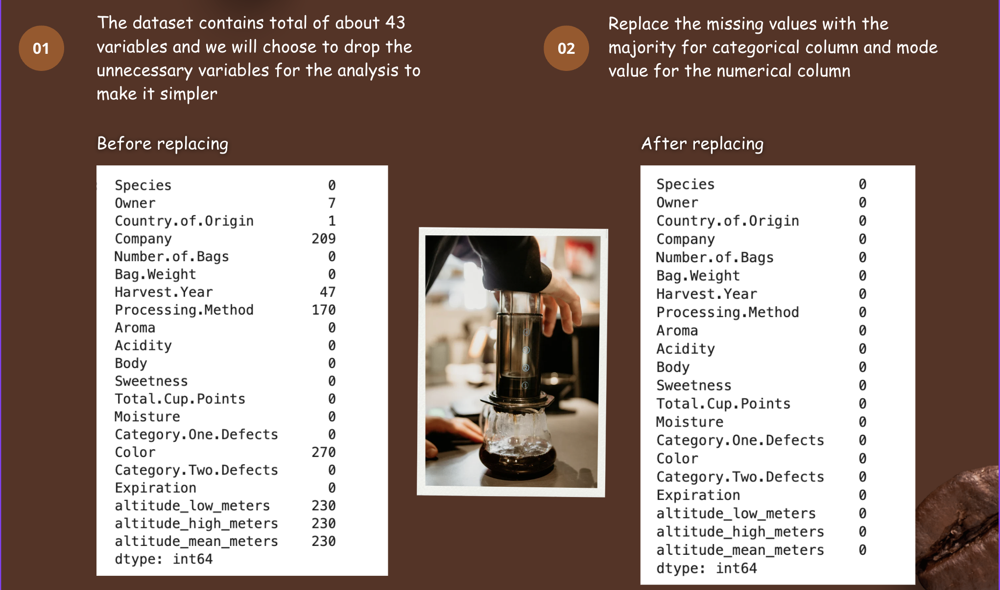 01
The dataset contains total of about 43
variables and we will choose to drop the
unnecessary variables for the analysis to
make it simpler
02
Replace the missing values with the
majority for categorical column and mode
value for the numerical column
Before replacing
Species 0
Owner 7
Country.of.Origin 1
Company 209
Number.of.Bags 0
Bag.Weight 0
Harvest.Year 47
Processing.Method 170
Aroma 0
Acidity 0
Body 0
Sweetness 0
Total.Cup.Points 0
Moisture 0
Category.One.Defects 0
Color 270
Category.Two.Defects 0
Expiration 0
altitude_low_meters 230
altitude_high_meters 230
altitude_mean_meters 230
dtype: int64
2
1
After replacing
Species 0
Owner 0
Country.of.Origin 0
Company 0
Number.of.Bags 0
Bag.Weight 0
Harvest.Year 0
Processing.Method 0
Aroma 0
Acidity 0
Body 0
Sweetness 0
Total.Cup.Points 0
Moisture 0
Category.One.Defects 0
Color 0
Category.Two.Defects 0
Expiration 0
altitude_low_meters 0
altitude_high_meters 0
altitude_mean_meters 0
dtype: int64